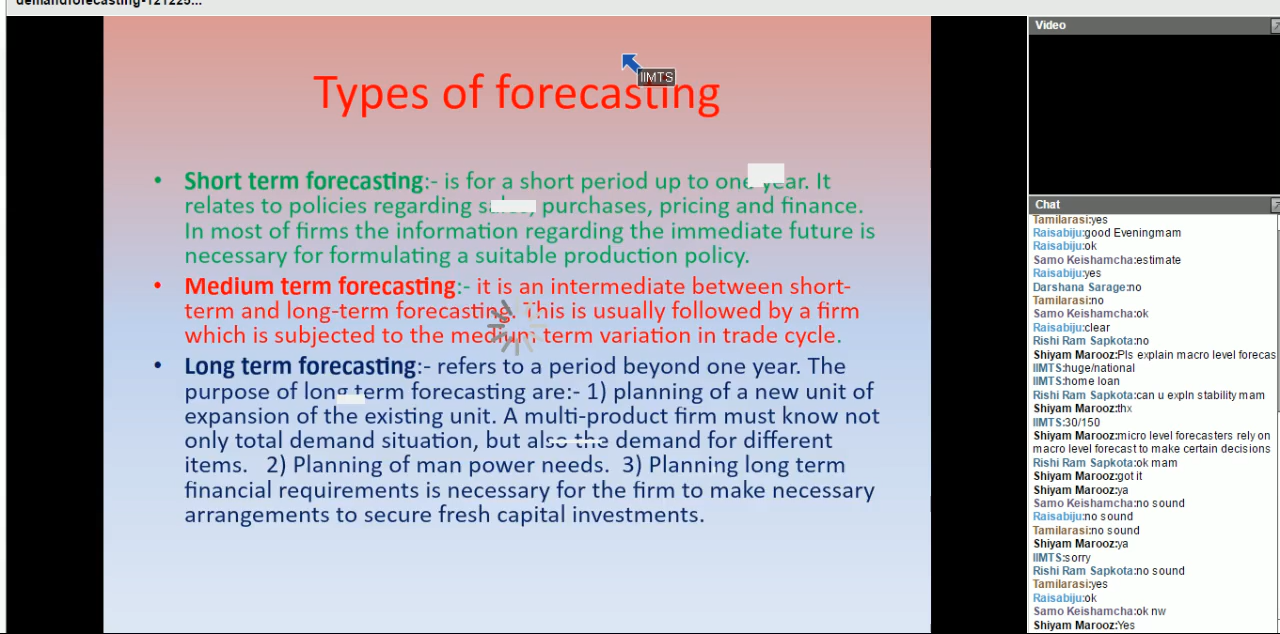 demandforecasting-121225...
IIMTS
Types of forecasting
• Short term forecasting:- is for a short period up to one year. It
relates to policies regarding sales, purchases, pricing and finance.
In most of firms the information regarding the immediate future is
necessary for formulating a suitable production policy.
• Medium term forecasting:- it is an intermediate between short-
term and long-term forecasting. This is usually followed by a firm
which is subjected to the medium term variation in trade cycle.
• Long term forecasting:- refers to a period beyond one year. The
purpose of long term forecasting are:- 1) planning of a new unit of
expansion of the existing unit. A multi-product firm must know not
only total demand situation, but also the demand for different
items. 2) Planning of man power needs. 3) Planning long term
financial requirements is necessary for the firm to make necessary
arrangements to secure fresh capital investments.
Video
Chat
Tamilarasi:yes
Raisabiju:good Eveningmam
Raisabiju:ok
Samo Keishamcha:estimate
Raisabiju:yes
Darshana Sarage:no
Tamilarasi:no
Samo Keishamcha:ok
Raisabiju:clear
Rishi Ram Sapkota:no
Shiyam Marooz:Pls explain macro level forecas
IIMTS:huge/national
IIMTS:home loan
Rishi Ram Sapkota:can u expln stability mam
Shiyam Marooz:thx
IIMTS:30/150
Shiyam Marooz:micro level forecasters rely on
macro level forecast to make certain decisions
Rishi Ram Sapkota:ok mam
Shiyam Marooz:got it
Shiyam Marooz:ya
Samo Keishamcha:no sound
Raisabiju:no sound
Tamilarasi:no sound
Shiyam Marooz:ya
IIMTS:sorry
Rishi Ram Sapkota:no sound
Tamilarasi:yes
Raisabiju:ok
Samo Keishamcha:ok nw
Shiyam Marooz:Yes